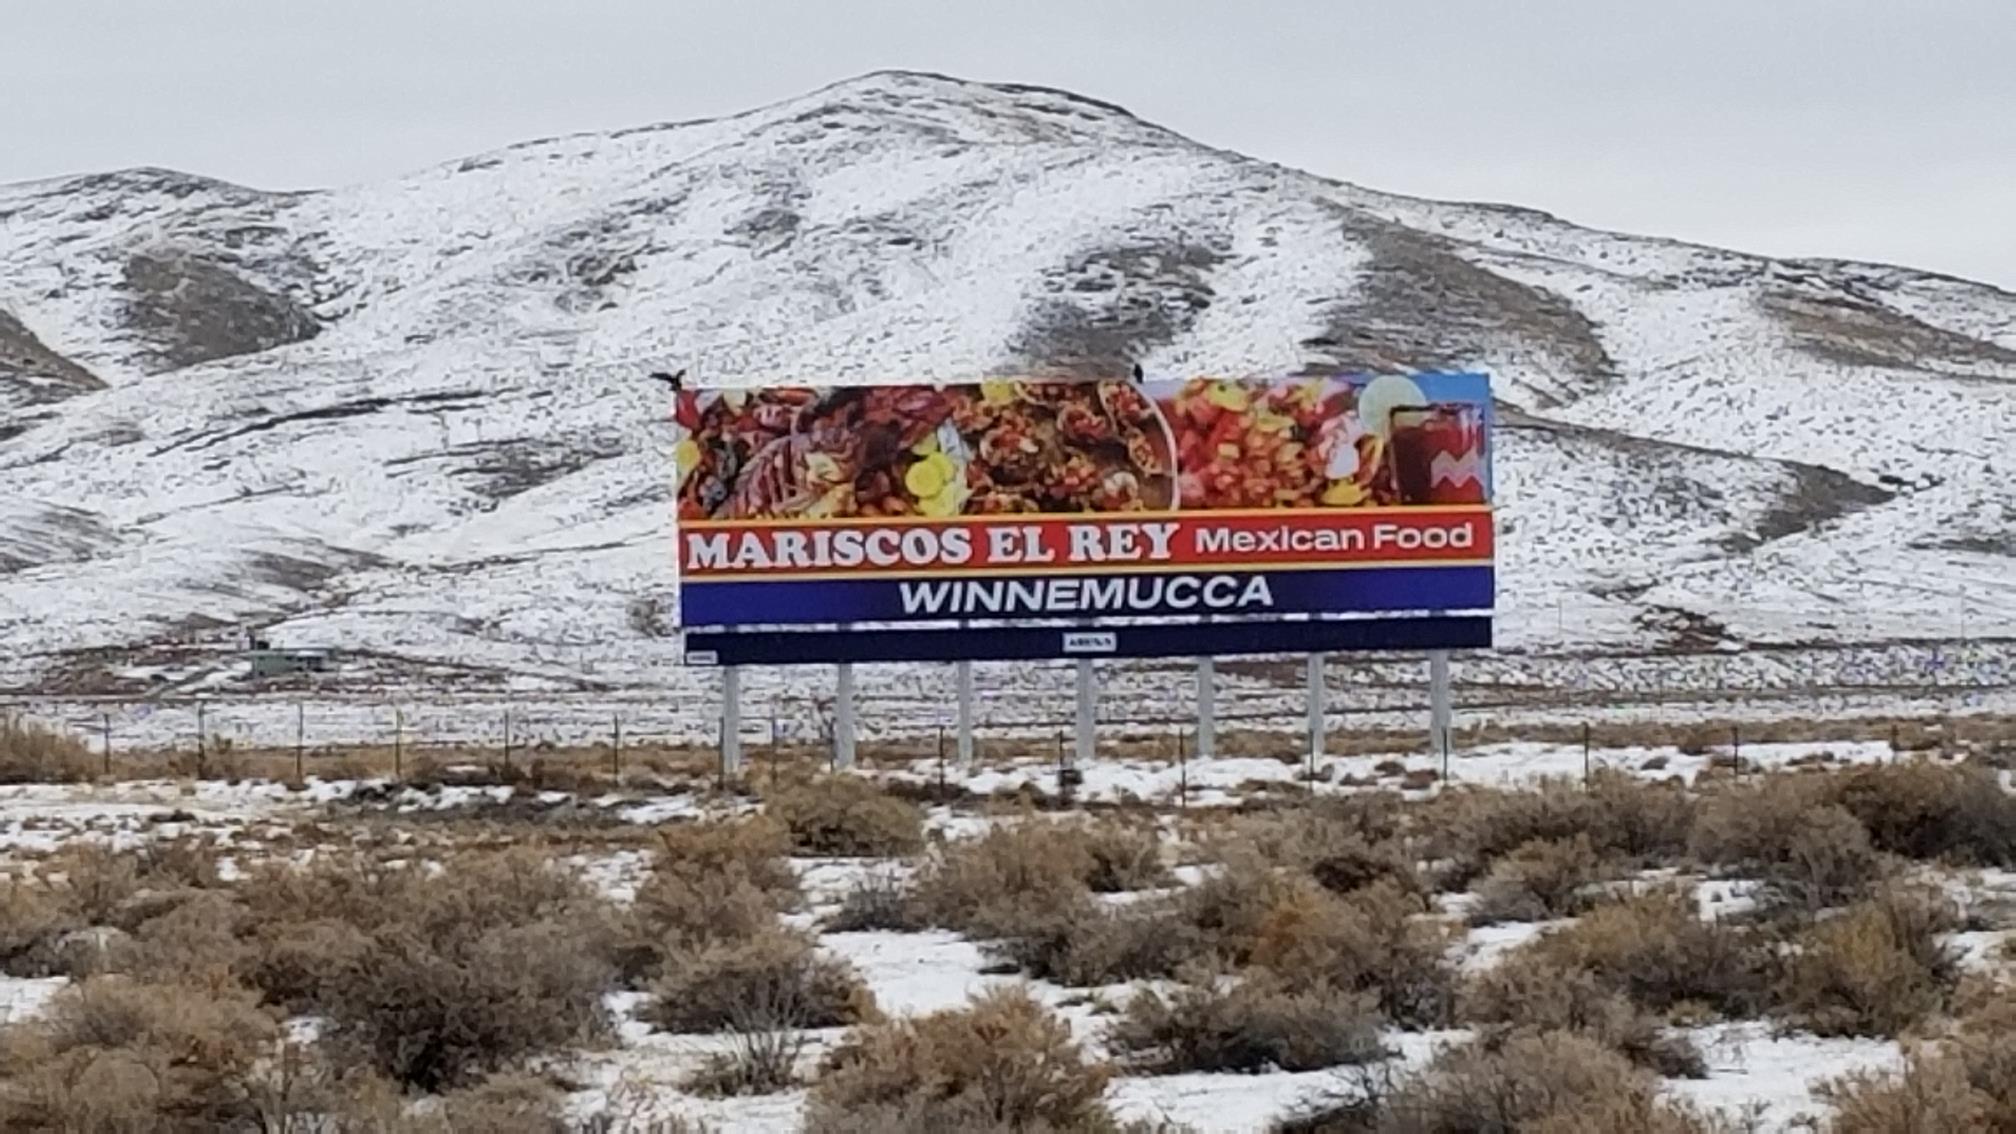 MARISCOS EL REY Mexican Food
WINNEMUCCA